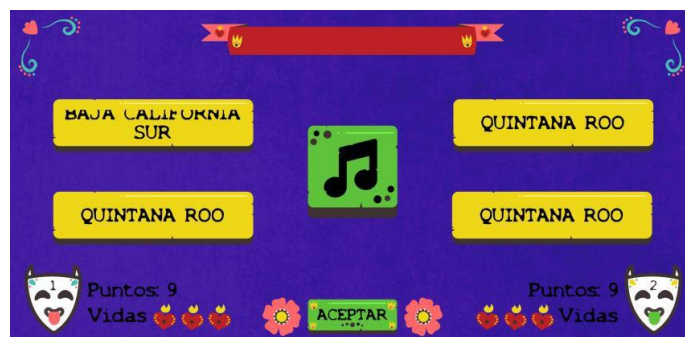 BAJA CALIFORNIA
SUR
QUINTANA ROO
QUINTANA ROO
QUINTANA ROO
1
Puntos: 9
Vidas
ACEPTAR
Puntos: 9
Vidas
2